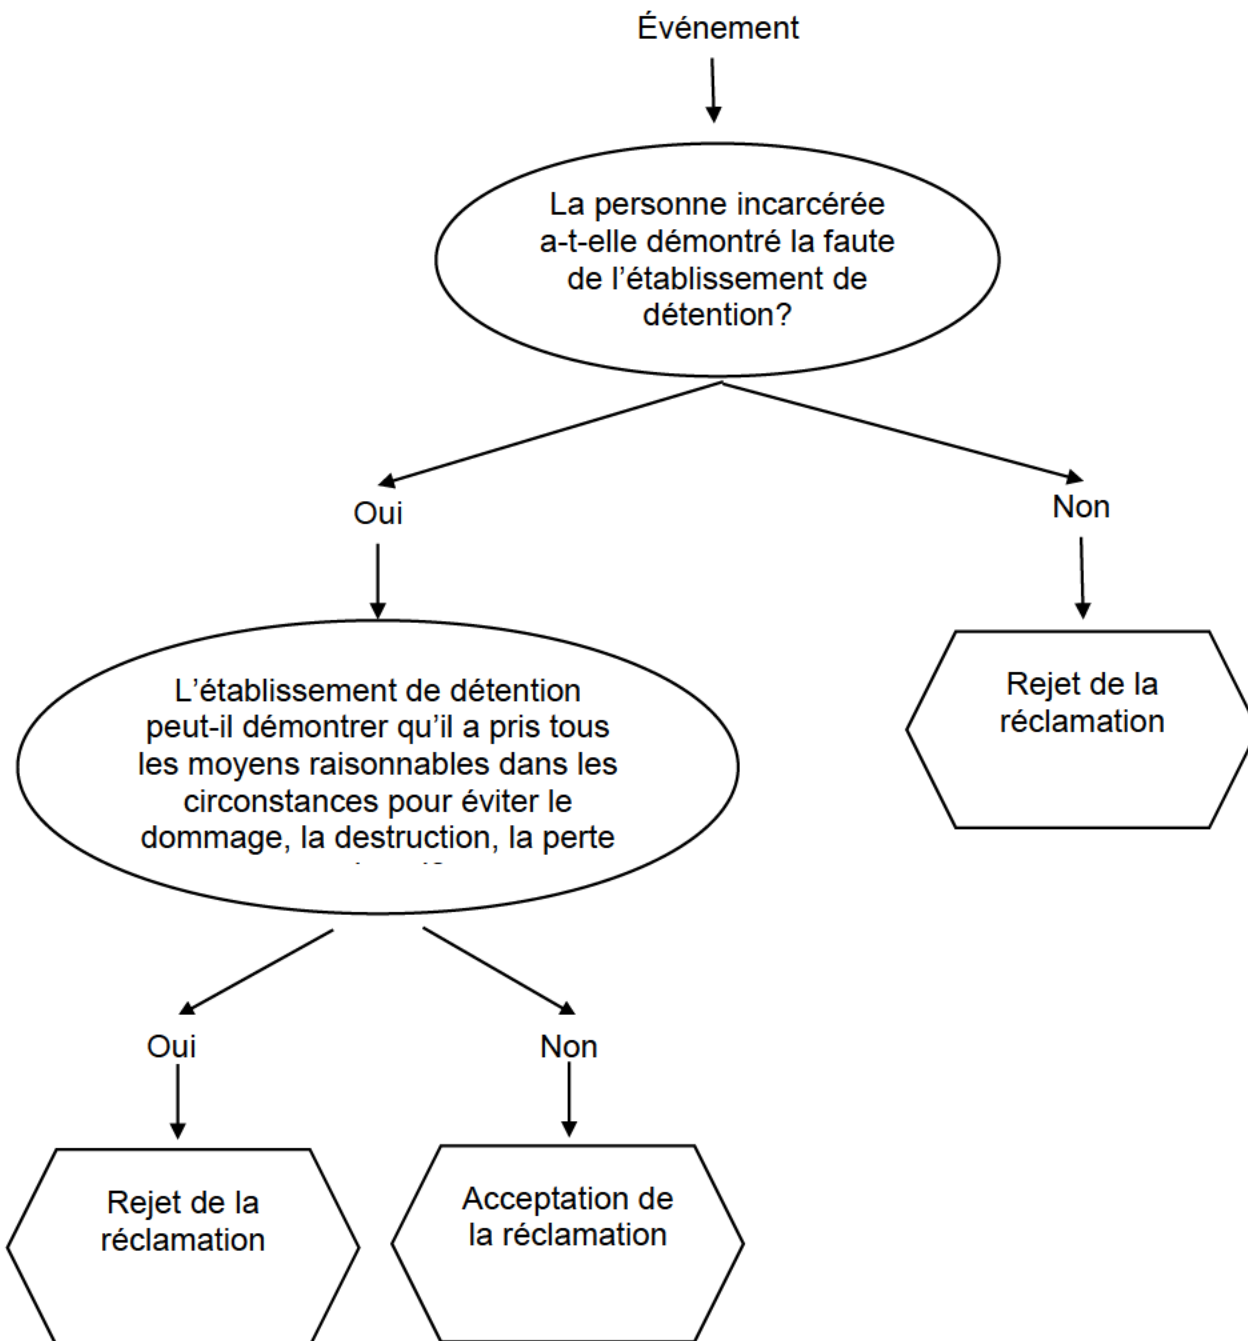 Événement
La personne incarcérée
a-t-elle démontré la faute
de l’établissement de
détention?
Oui
Non
L’établissement de détention
peut-il démontrer qu’il a pris tous
les moyens raisonnables dans les
circonstances pour éviter le
dommage, la destruction, la perte
Rejet de la
réclamation
Oui
Non
Rejet de la
réclamation
Acceptation de
la réclamation